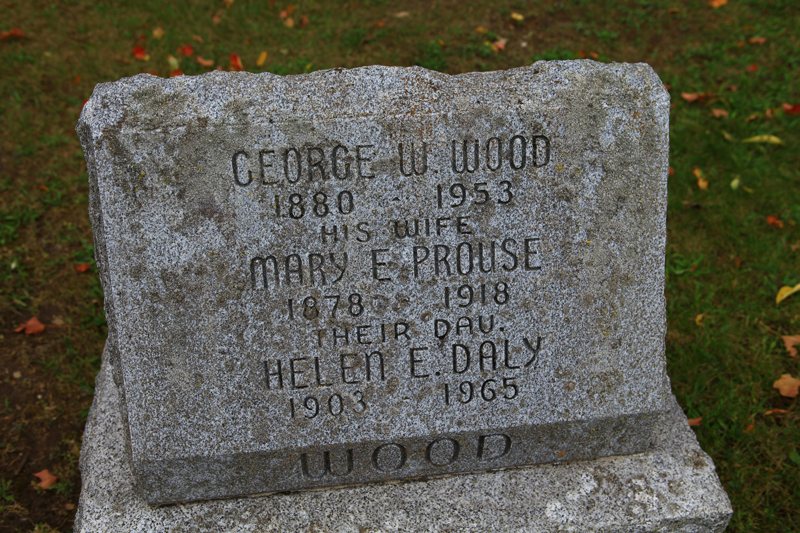 GEORGE W. WOOD
1880 - 1953
HIS WIFE
MARY E. PROUSE
1878 - 1918
THEIR DAU.
HELEN E. DALY
1903 - 1965
WOOD